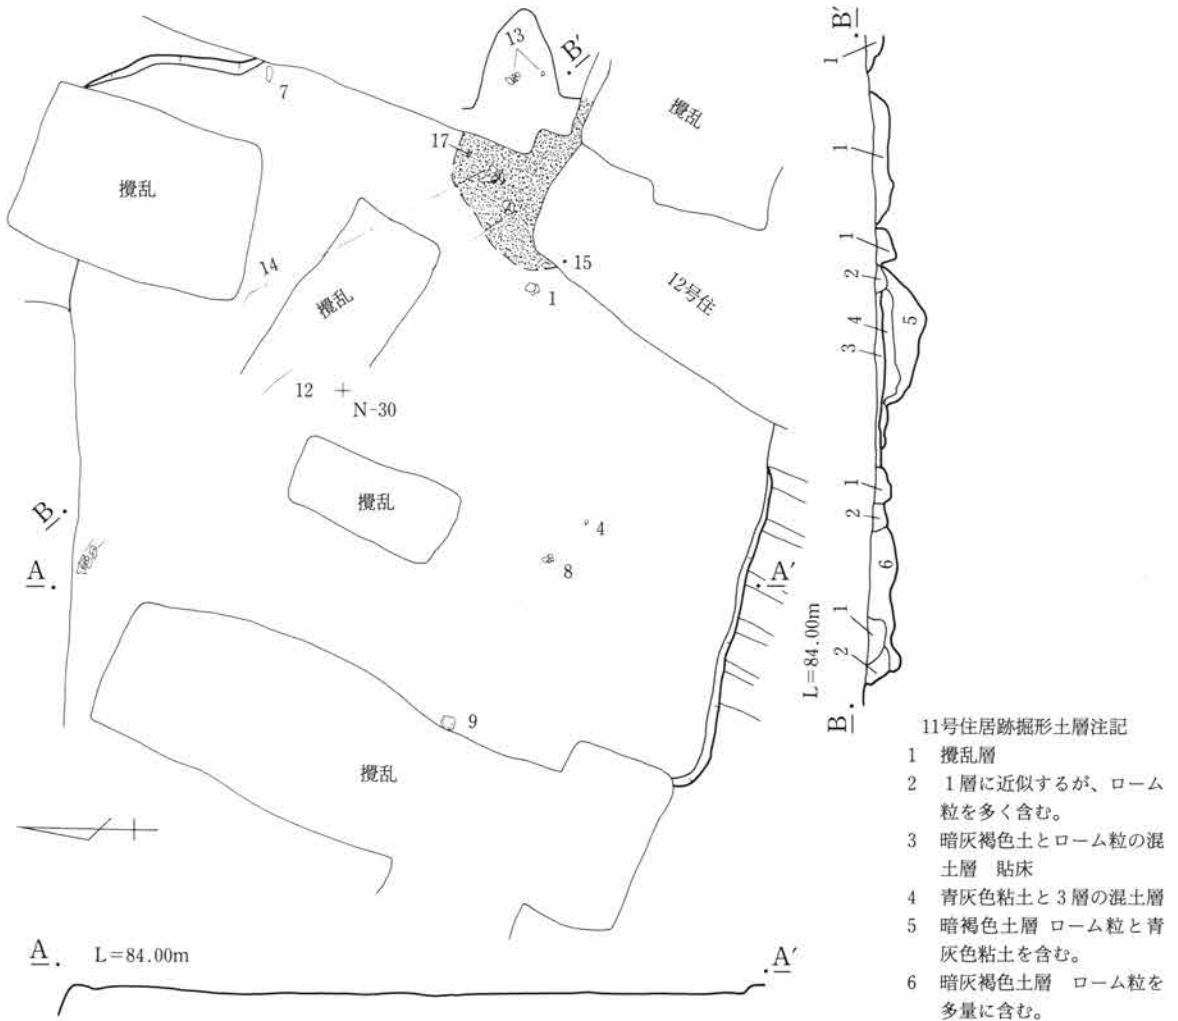 13
B′
B′
1
7
攪乱
17
1
攪乱
1
15
2
14
1
12号住
4
5
攪乱
3
12
N-30
攪乱
1
2
B
4
8
6
A
A′
1
2
L=84.00m
9
B
攪乱
A
L=84.00m
A′
11号住居跡掘形土層注記
1 攪乱層
2 1層に近似するが、ローム
粒を多く含む。
3 暗灰褐色土とローム粒の混
土層 貼床
4 青灰色粘土と3層の混土層
5 暗褐色土層 ローム粒と青
灰色粘土を含む。
6 暗灰褐色土層 ローム粒を
多量に含む。